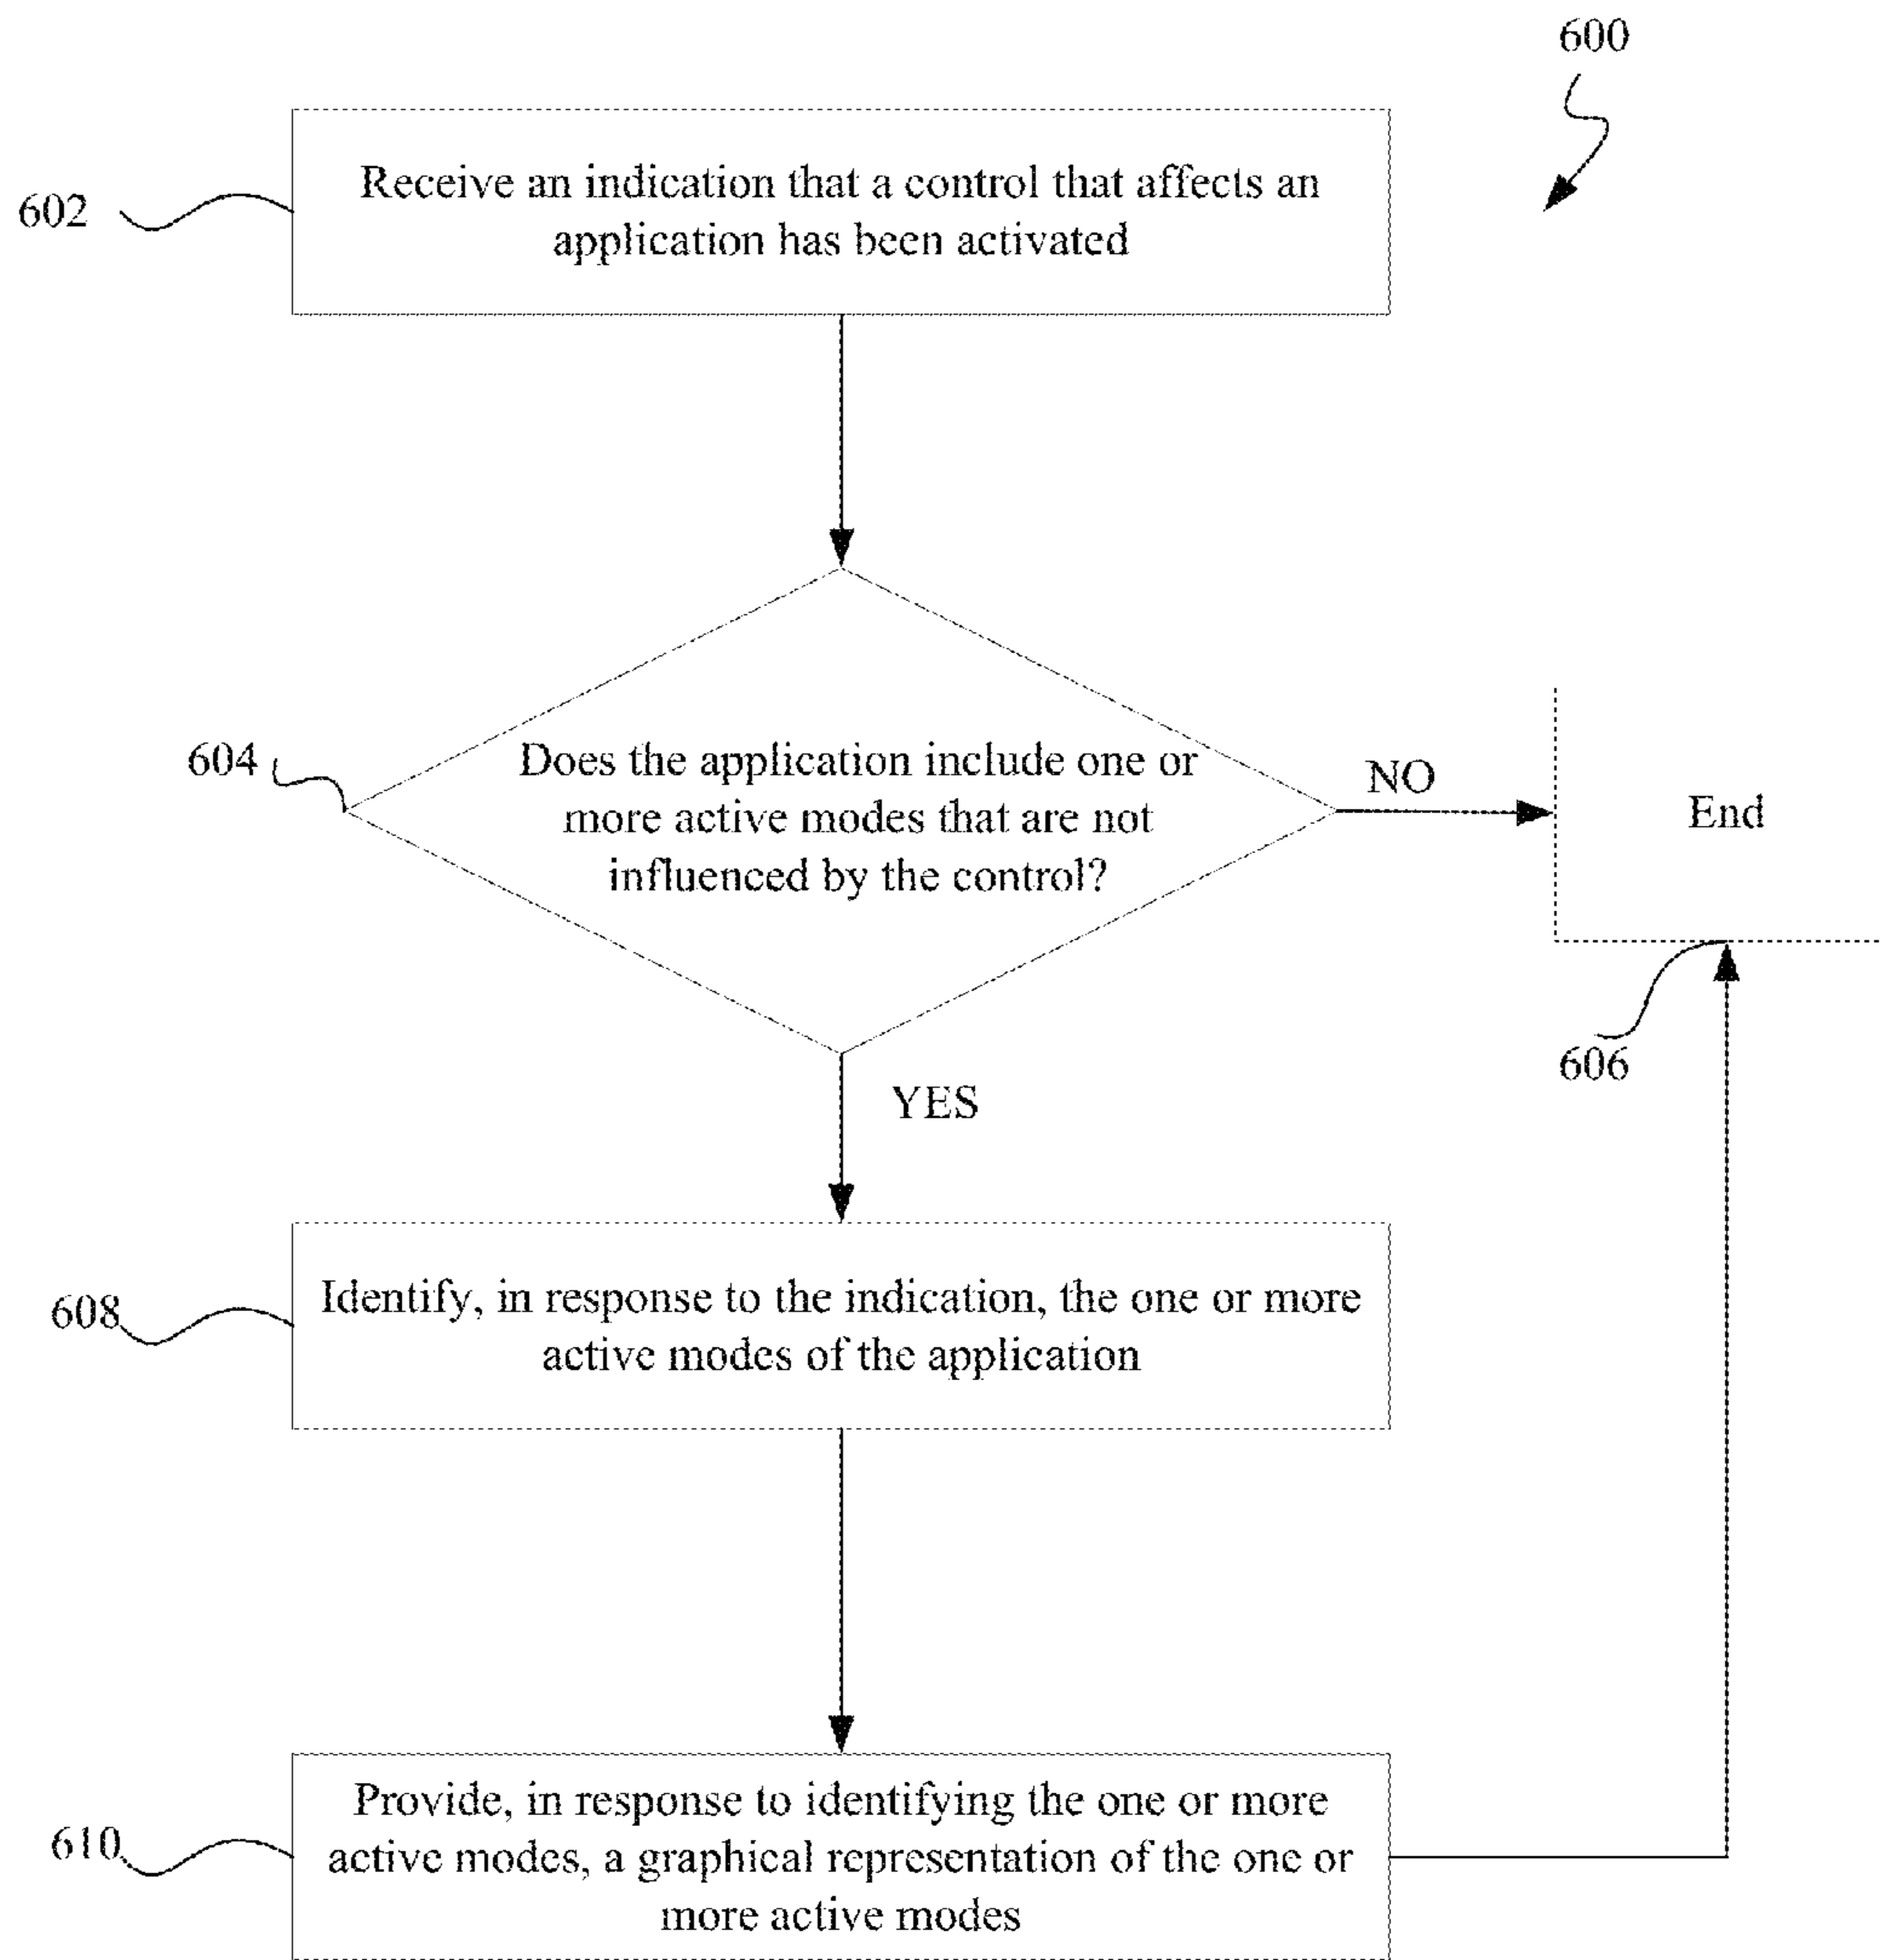 600
602
Receive an indication that a control that affects an
application has been activated
604
Does the application include one or
more active modes that are not
influenced by the control?
NO
End
606
YES
608
Identify, in response to the indication, the one or more
active modes of the application
610
Provide, in response to identifying the one or more
active modes, a graphical representation of the one or
more active modes